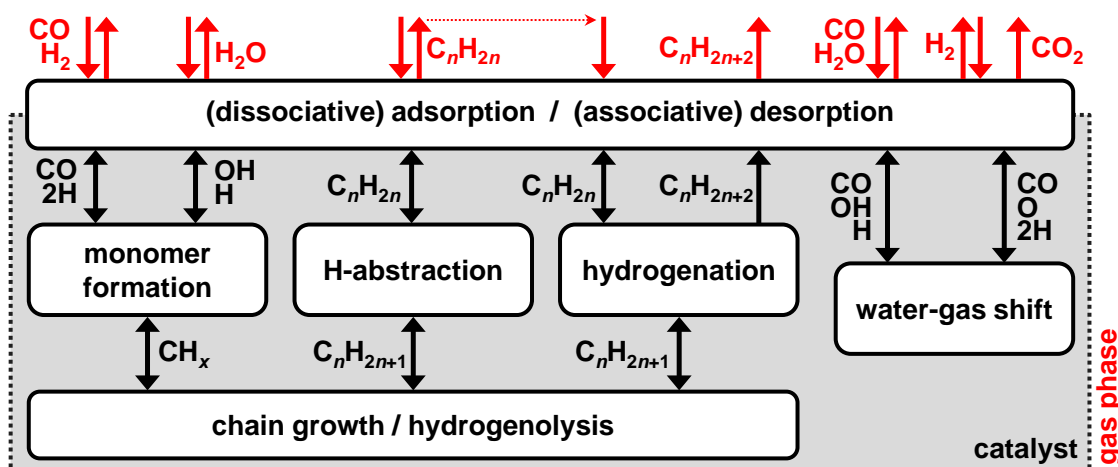 CO
H2
H2O
CnH2n
CnH2n+2
CO
H2O
H2
CO2
(dissociative) adsorption / (associative) desorption
CO
2H
OH
H
CnH2n
CnH2n
CnH2n+2
CO
OH
H
CO
O
2H
monomer
formation
H-abstraction
hydrogenation
water-gas shift
CHx
CnH2n+1
CnH2n+1
chain growth / hydrogenolysis
catalyst
gas phase